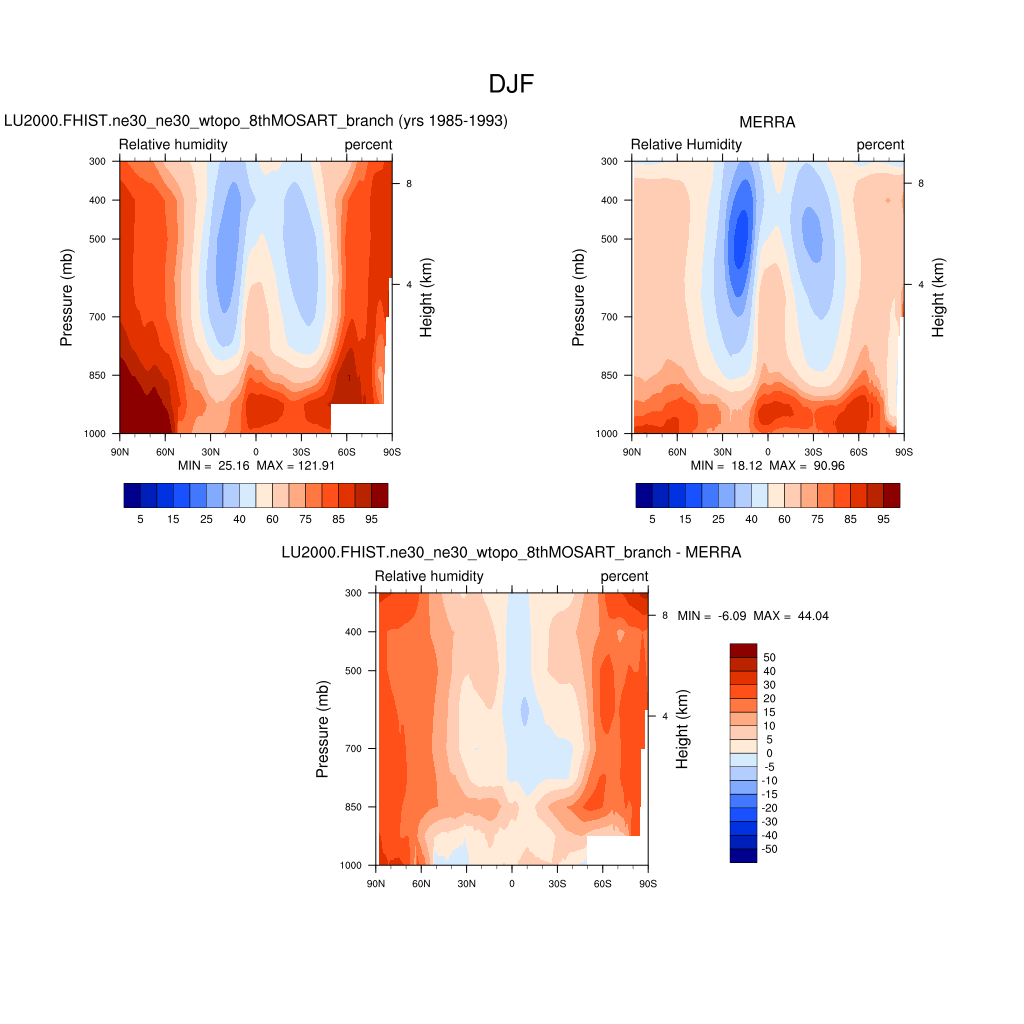 DJF
LU2000.FHIST.ne30_ne30_wtopo_8thMOSART_branch (yrs 1985-1993)
Relative humidity percent
300
400
500
700
850
1000
Pressure (mb)
8
4
Height (km)
90N 60N 30N 0 30S 60S 90S
MIN = 25.16 MAX = 121.91
5 15 25 40 60 75 85 95
MERRA
Relative Humidity percent
300
400
500
700
850
1000
Pressure (mb)
8
4
Height (km)
90N 60N 30N 0 30S 60S 90S
MIN = 18.12 MAX = 90.96
5 15 25 40 60 75 85 95
LU2000.FHIST.ne30_ne30_wtopo_8thMOSART_branch - MERRA
Relative humidity percent
300
400
500
700
850
1000
Pressure (mb)
8
4
Height (km)
90N 60N 30N 0 30S 60S 90S
MIN = -6.09 MAX = 44.04
50
40
30
20
15
10
5
0
-5
-10
-15
-20
-30
-40
-50